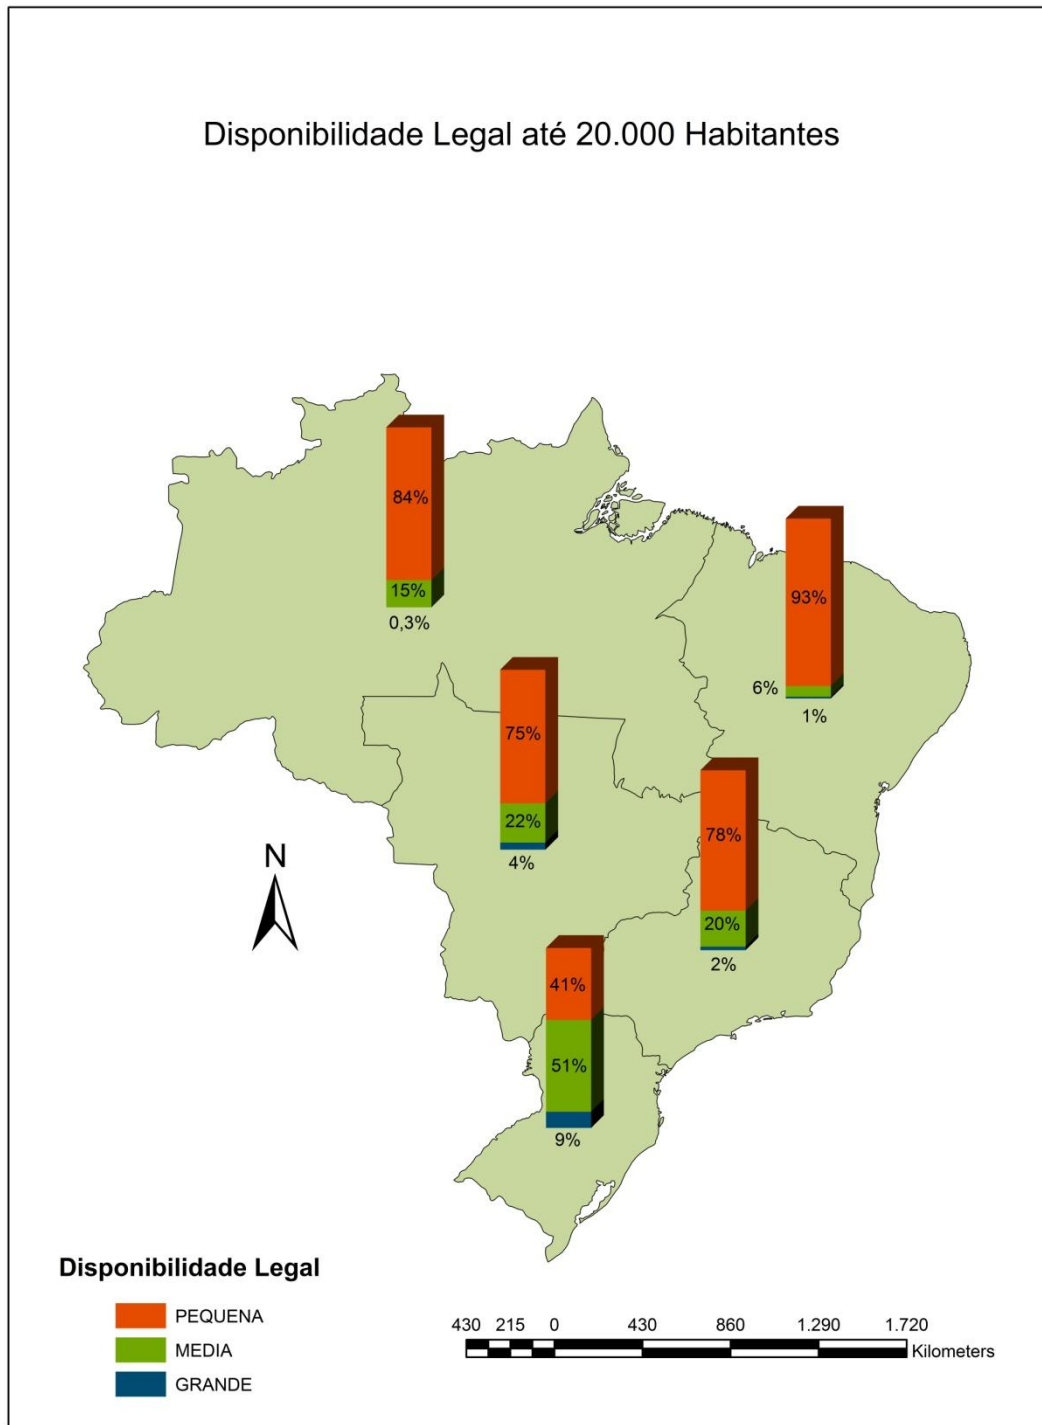 Disponibilidade Legal até 20.000 Habitantes
84%
15%
0,3%
93%
6%
1%
75%
22%
4%
78%
20%
2%
N
41%
51%
9%
Disponibilidade Legal
PEQUENA
MEDIA
GRANDE
430 215 0 430 860 1.290 1.720
Kilometers